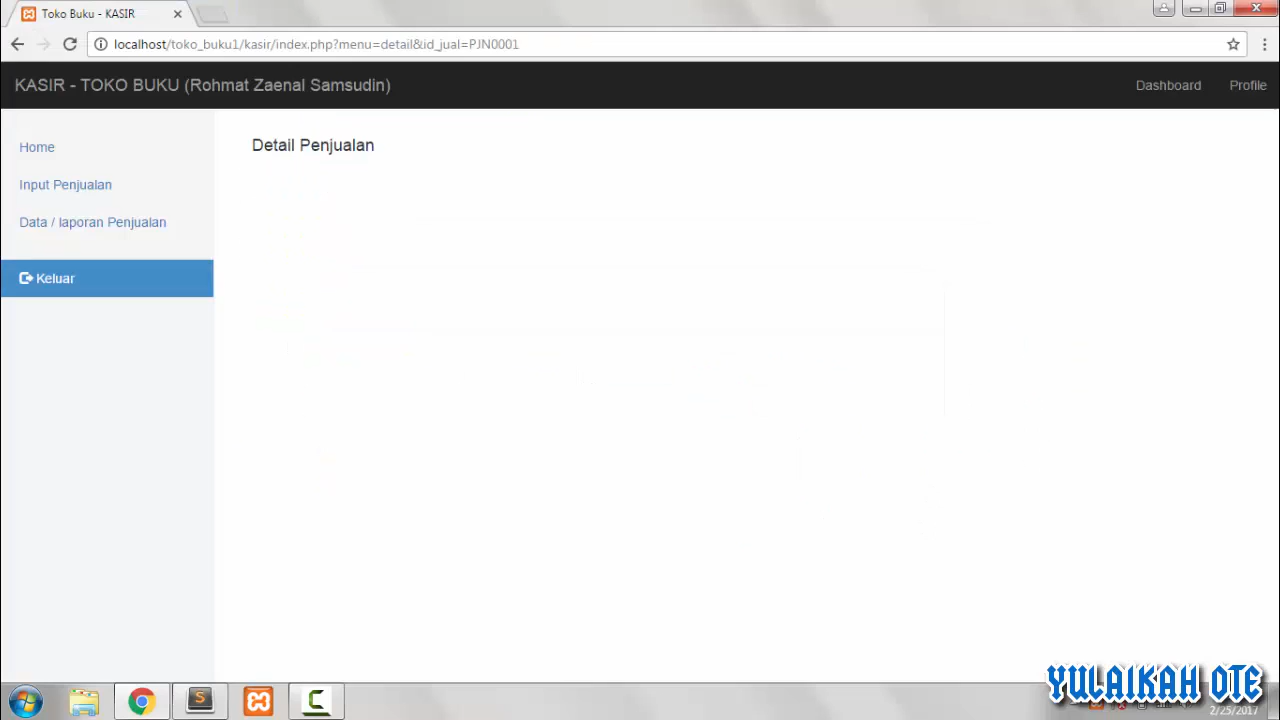 Toko Buku - KASIR
localhost/toko_buku1/kasir/index.php?menu=detail&id_jual=PJN0001
KASIR - TOKO BUKU (Rohmat Zaenal Samsudin)
Dashboard
Profile
Home
Input Penjualan
Data / laporan Penjualan
Keluar
Detail Penjualan
YULAIKAH OTE
2/25/2017